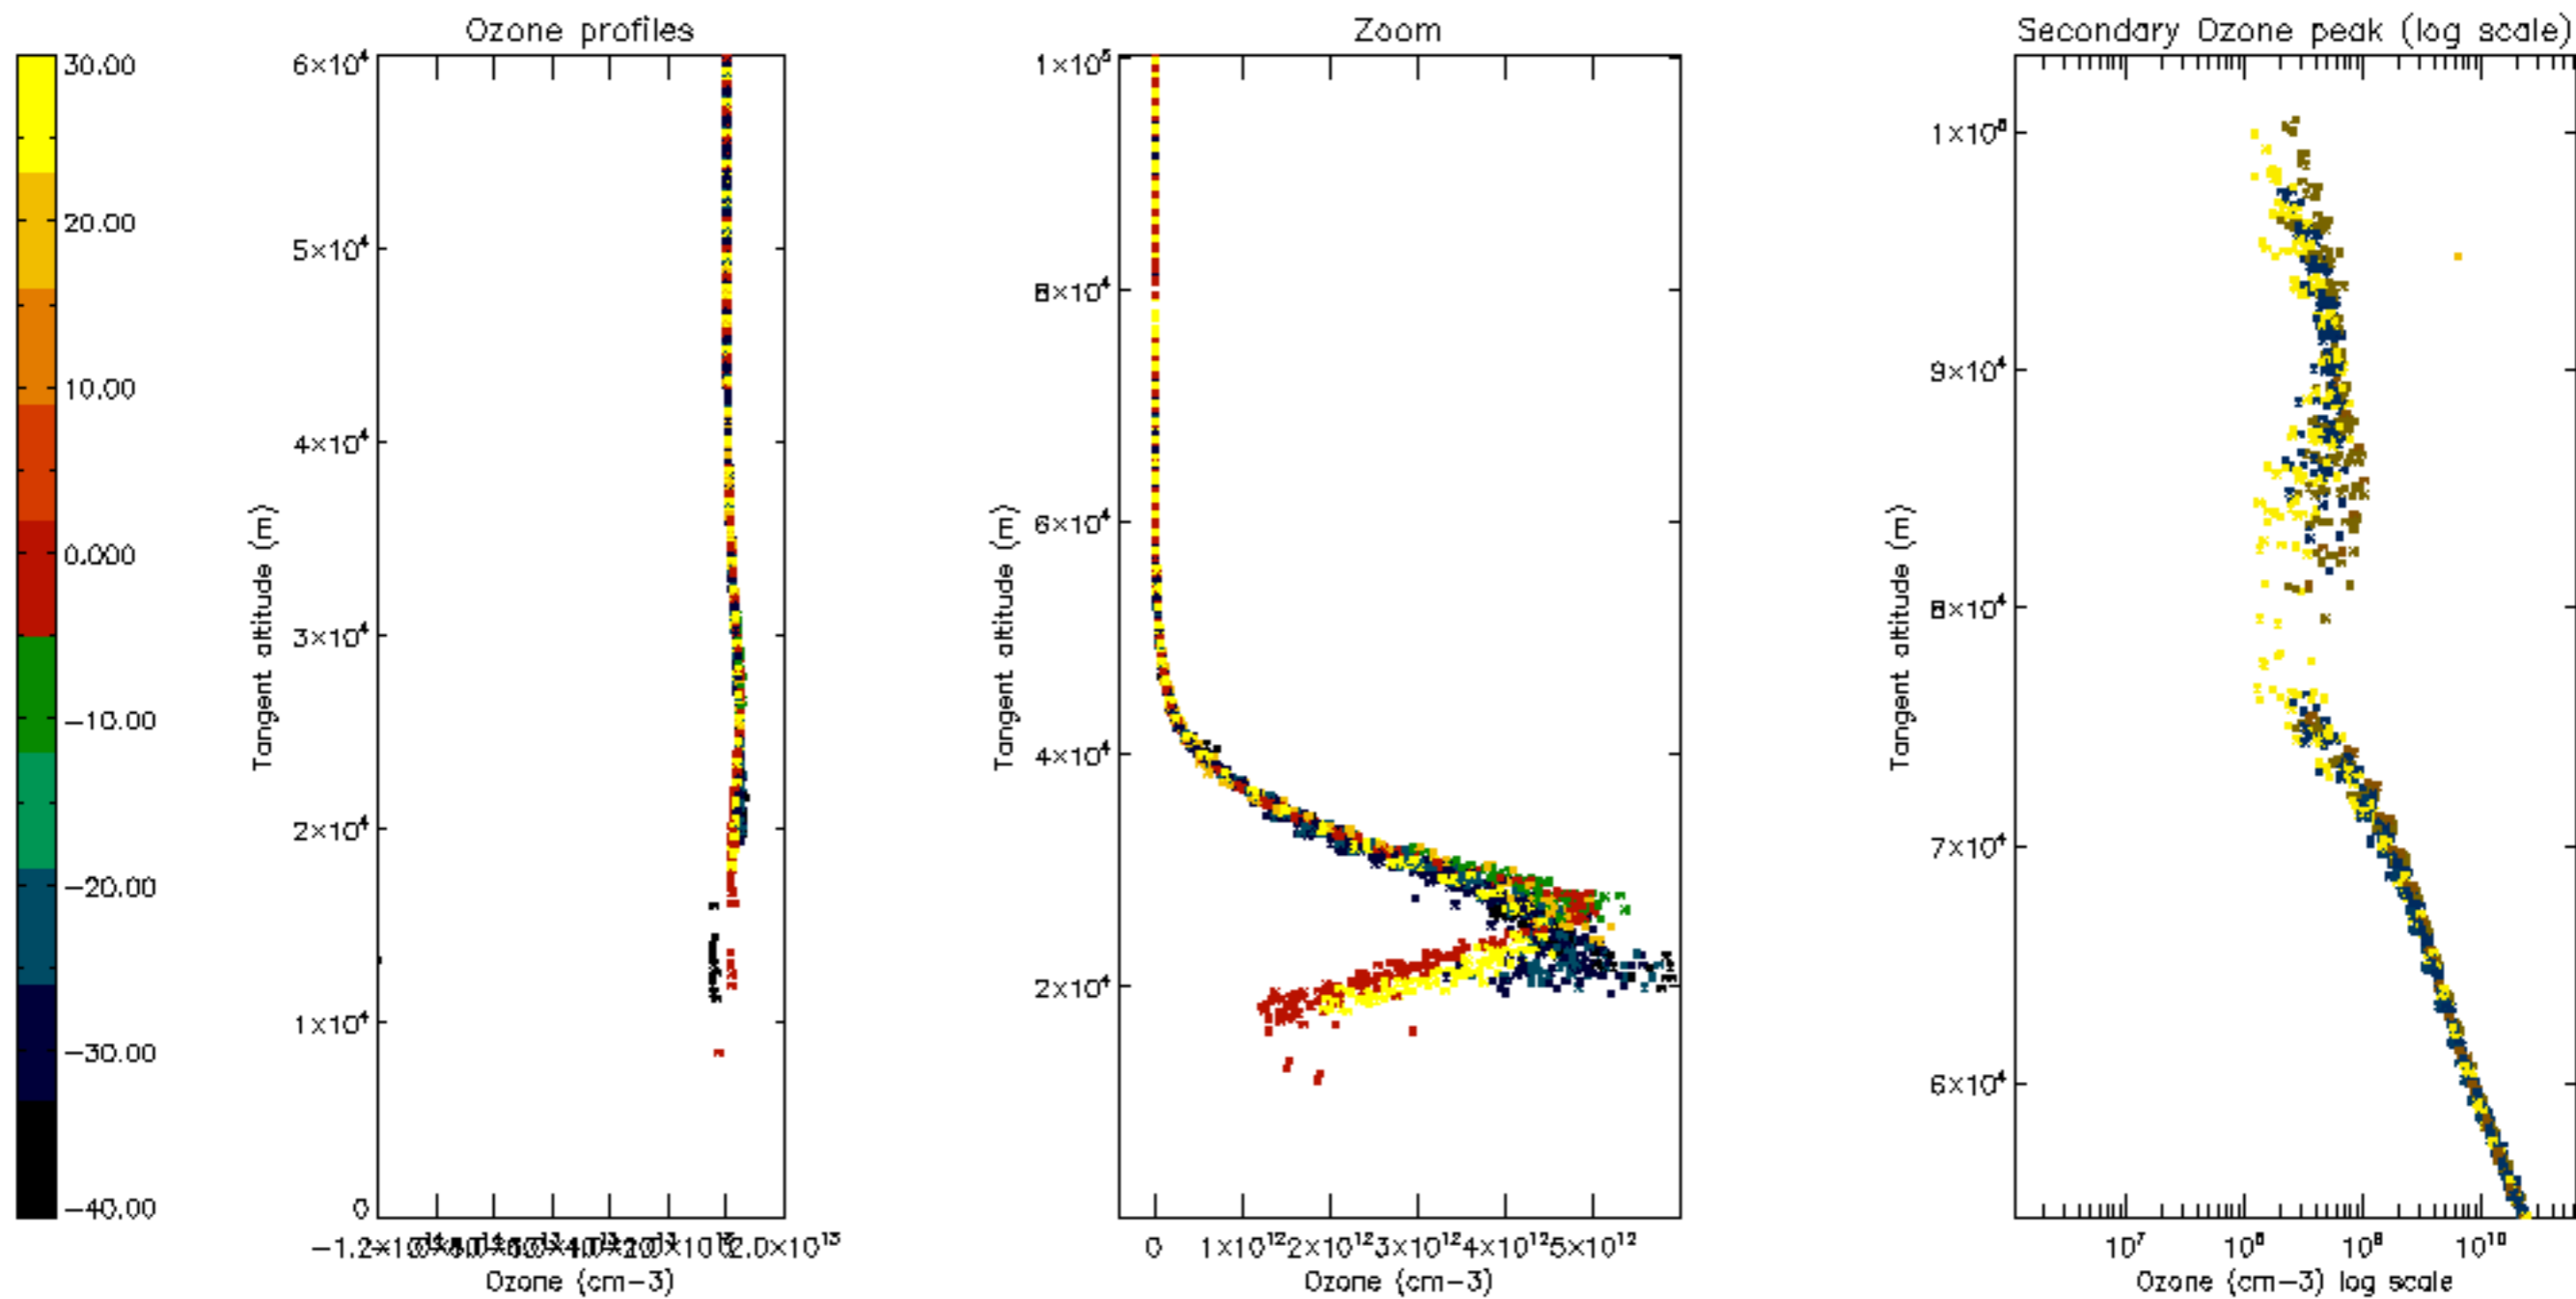 Ozone profiles
Zoom
Secondary Ozone peak (log scale)
30.00
20.00
10.00
0.000
−10.00
−20.00
−30.00
−40.00
Tangent altitude (m)
6×10⁴
5×10⁴
4×10⁴
3×10⁴
2×10⁴
1×10⁴
0
2.0×10¹³
Ozone (cm−3)
Tangent altitude (m)
1×10⁵
8×10⁴
6×10⁴
4×10⁴
2×10⁴
0 1×10¹² 2×10¹² 3×10¹² 4×10¹² 5×10¹²
Ozone (cm−3)
Tangent altitude (m)
9×10⁴
8×10⁴
7×10⁴
6×10⁴
10⁷ 10⁸ 10⁹ 10¹⁰
Ozone (cm−3) log scale